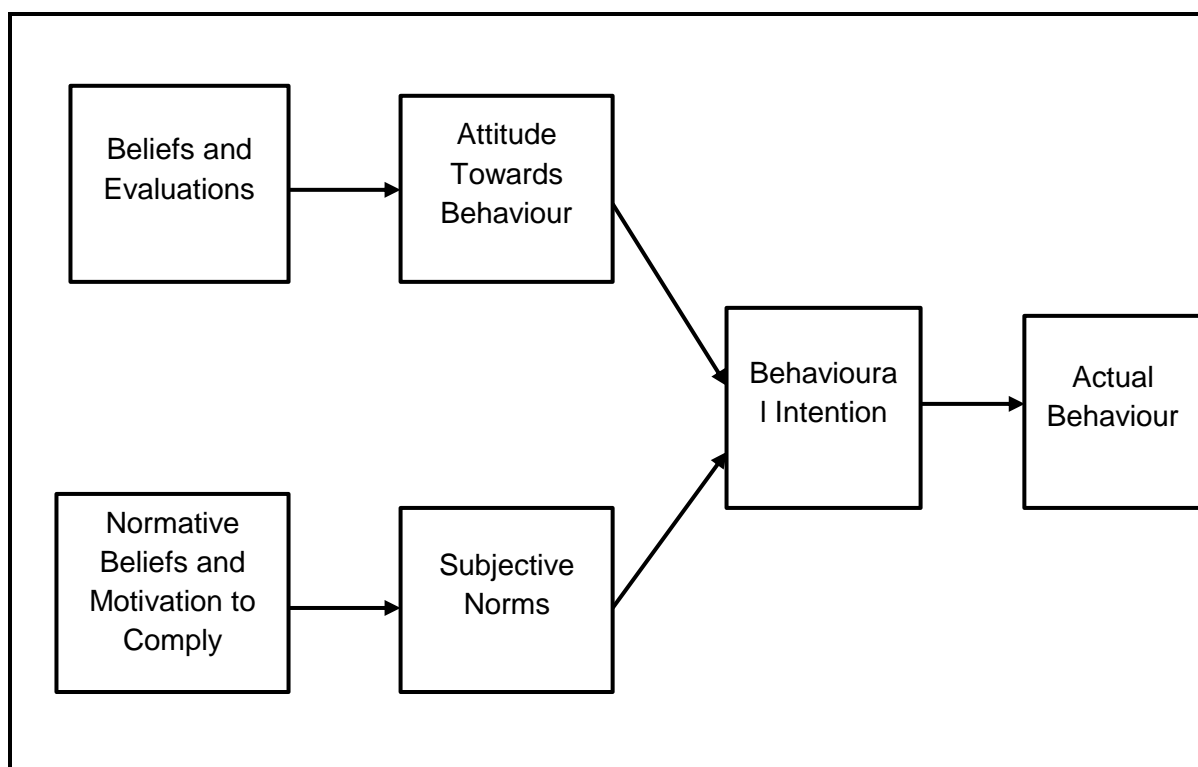 Beliefs and
Evaluations
Attitude
Towards
Behaviour
Behavioura
l Intention
Actual
Behaviour
Normative
Beliefs and
Motivation to
Comply
Subjective
Norms